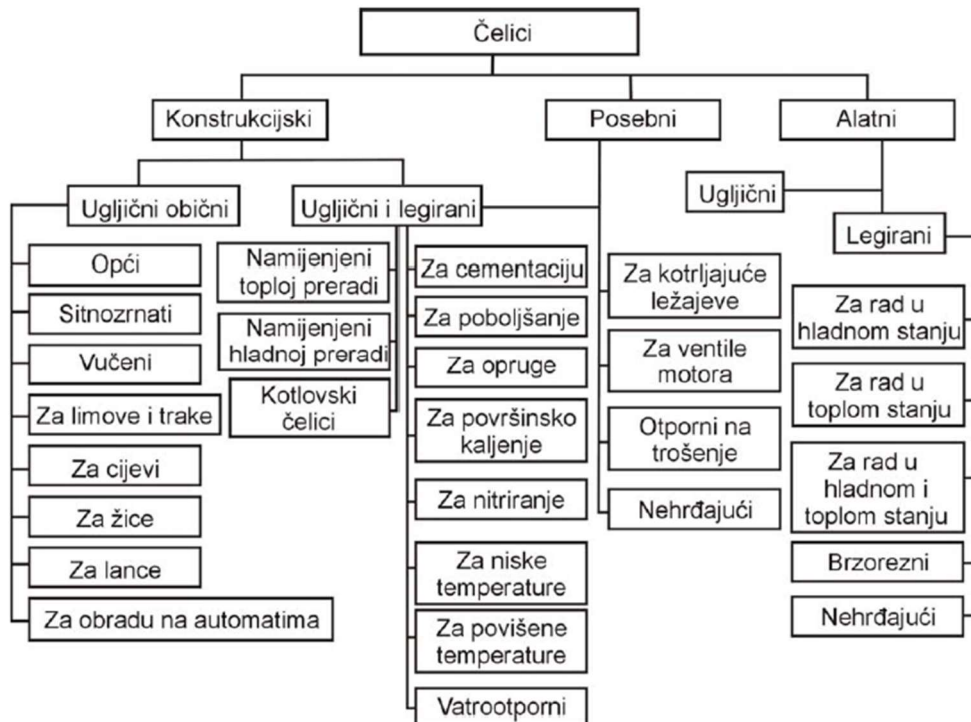 Čelici
Konstrukcijski
Posebni
Alatni
Ugljični obični
Ugljični i legirani
Ugljični
Legirani
Opći
Sitnozrnati
Vučeni
Za limove i trake
Za cijevi
Za žice
Za lance
Za obradu na automatima
Namijenjeni
toploj preradi
Namijenjeni
hladnoj preradi
Kotlovski
čelici
Za cementaciju
Za poboljšanje
Za opruge
Za površinsko
kaljenje
Za nitriranje
Za niske
temperature
Za povišene
temperature
Vatrootporni
Za kotrljajuće
ležajeve
Za ventile
motora
Otporni na
trošenje
Nehrđajući
Za rad u
hladnom stanju
Za rad u
toplom stanju
Za rad u
hladnom i
toplom stanju
Brzorezni
Nehrđajući